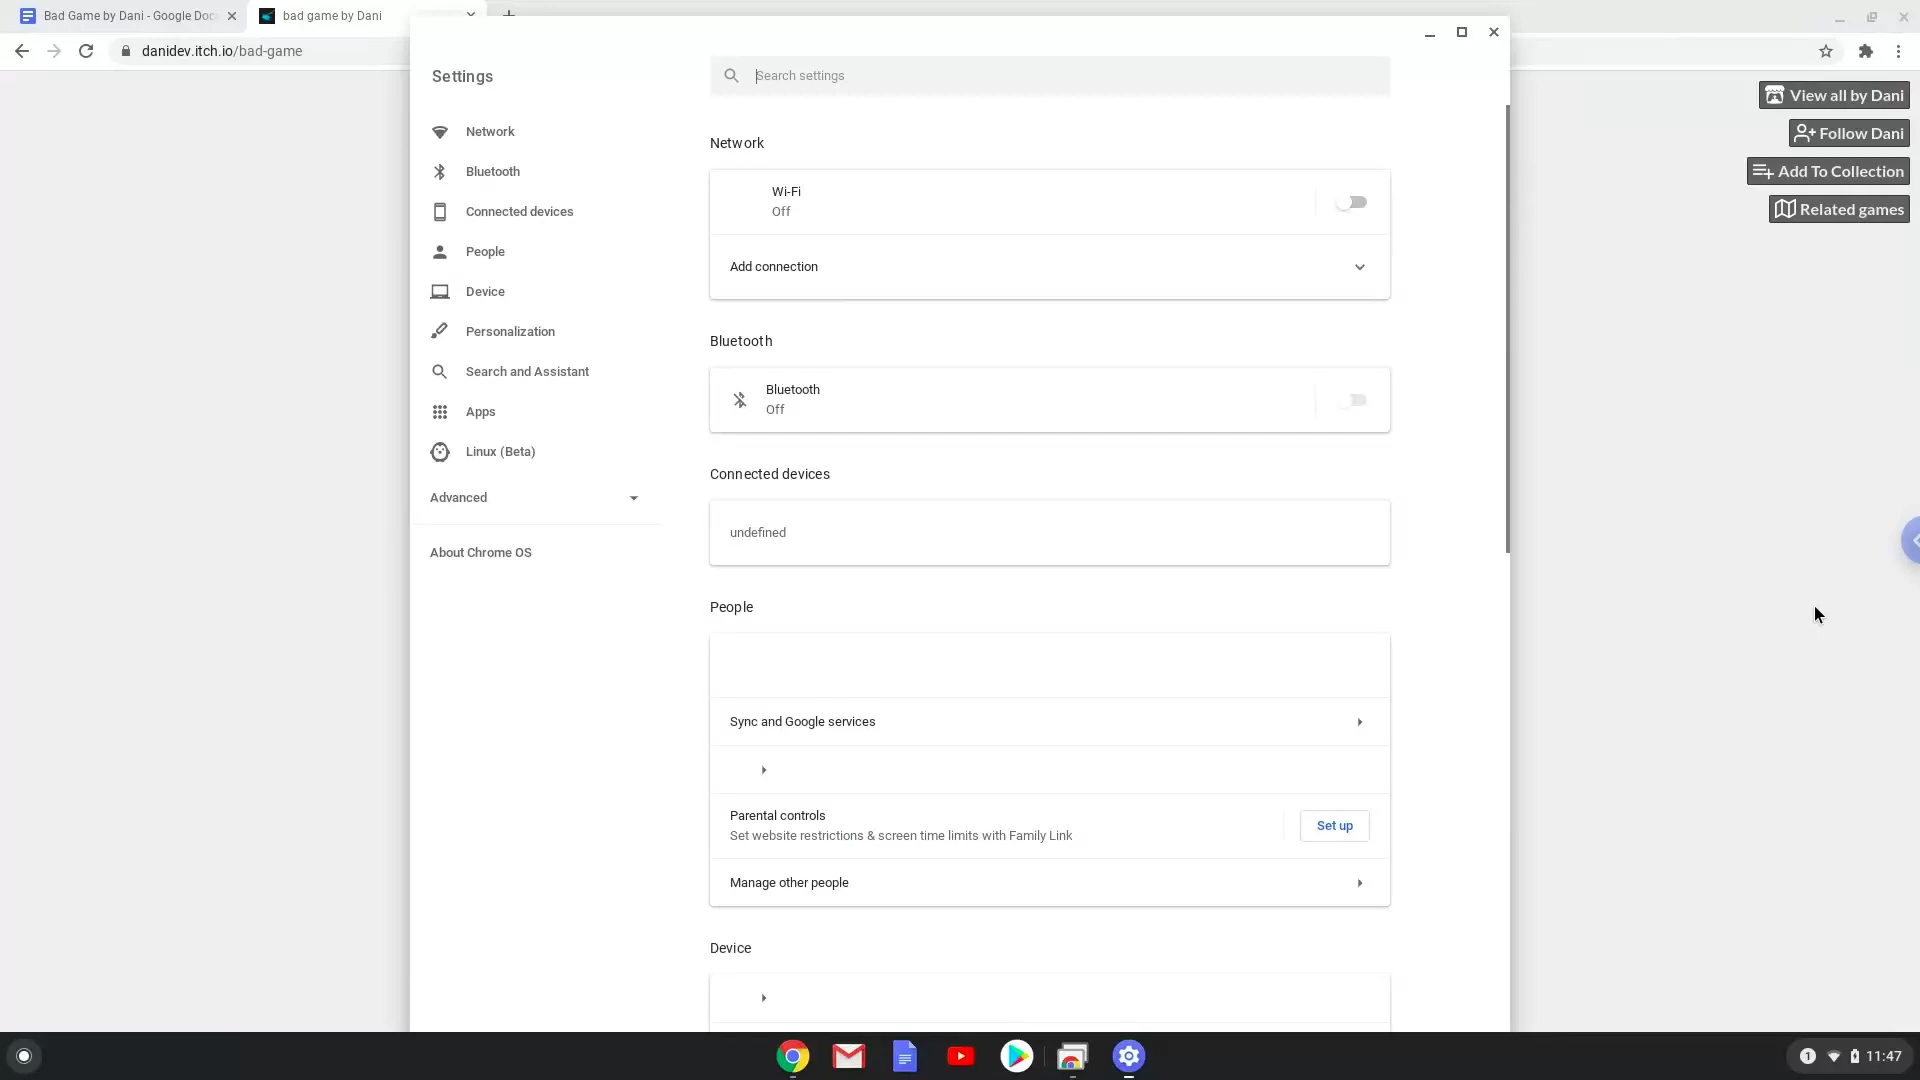 Bad Game by Dani - Google Doc
bad game by Dani
danidev.itch.io/bad-game
View all by Dani
Follow Dani
Add To Collection
Related games
Settings
Search settings
Network
Bluetooth
Connected devices
People
Device
Personalization
Search and Assistant
Apps
Linux (Beta)
Advanced
About Chrome OS
Network
Wi-Fi
Off
Add connection
Bluetooth
Bluetooth
Off
Connected devices
undefined
People
Sync and Google services
Parental controls
Set website restrictions & screen time limits with Family Link
Set up
Manage other people
Device
1
11:47